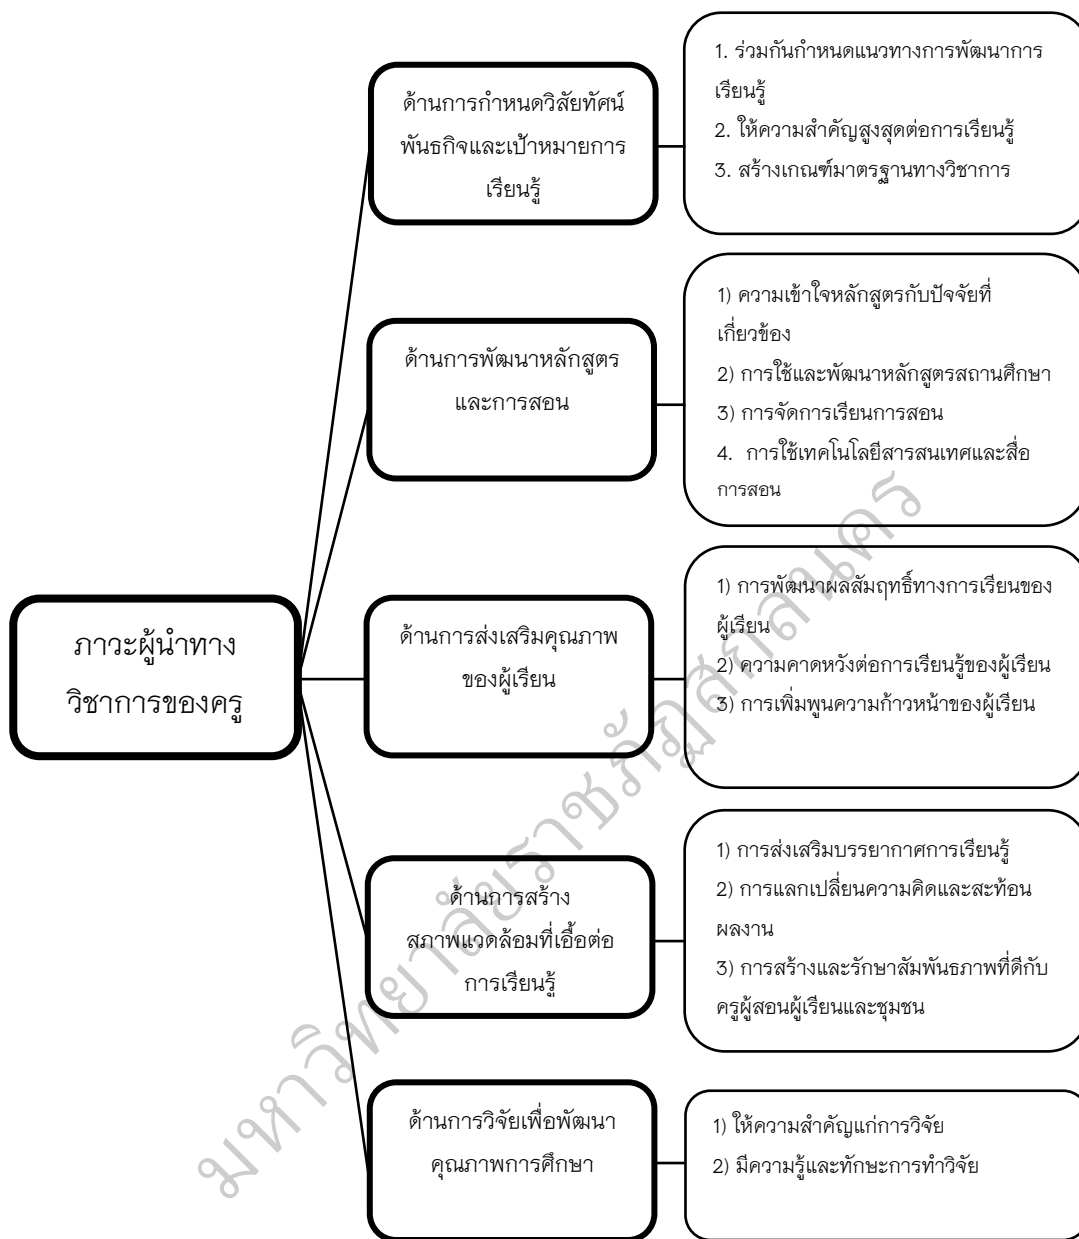 ภาวะผู้นำทาง
วิชาการของครู
ด้านการกำหนดวิสัยทัศน์
พันธกิจและเป้าหมายการ
เรียนรู้
1. ร่วมกันกำหนดแนวทางการพัฒนาการ
เรียนรู้
2. ให้ความสำคัญสูงสุดต่อการเรียนรู้
3. สร้างเกณฑ์มาตรฐานทางวิชาการ
ด้านการพัฒนาหลักสูตร
และการสอน
1) ความเข้าใจหลักสูตรกับปัจจัยที่
เกี่ยวข้อง
2) การใช้และพัฒนาหลักสูตรสถานศึกษา
3) การจัดการเรียนการสอน
4. การใช้เทคโนโลยีสารสนเทศและสื่อ
การสอน
ด้านการส่งเสริมคุณภาพ
ของผู้เรียน
1) การพัฒนาผลสัมฤทธิ์ทางการเรียนของ
ผู้เรียน
2) ความคาดหวังต่อการเรียนรู้ของผู้เรียน
3) การเพิ่มพูนความก้าวหน้าของผู้เรียน
ด้านการสร้าง
สภาพแวดล้อมที่เอื้อต่อ
การเรียนรู้
1) การส่งเสริมบรรยากาศการเรียนรู้
2) การแลกเปลี่ยนความคิดและสะท้อน
ผลงาน
3) การสร้างและรักษาสัมพันธภาพที่ดีกับ
ครูผู้สอนผู้เรียนและชุมชน
ด้านการวิจัยเพื่อพัฒนา
คุณภาพการศึกษา
1) ให้ความสำคัญแก่การวิจัย
2) มีความรู้และทักษะการทำวิจัย
มหาวิทยาลัยราชภัฏสกลนคร